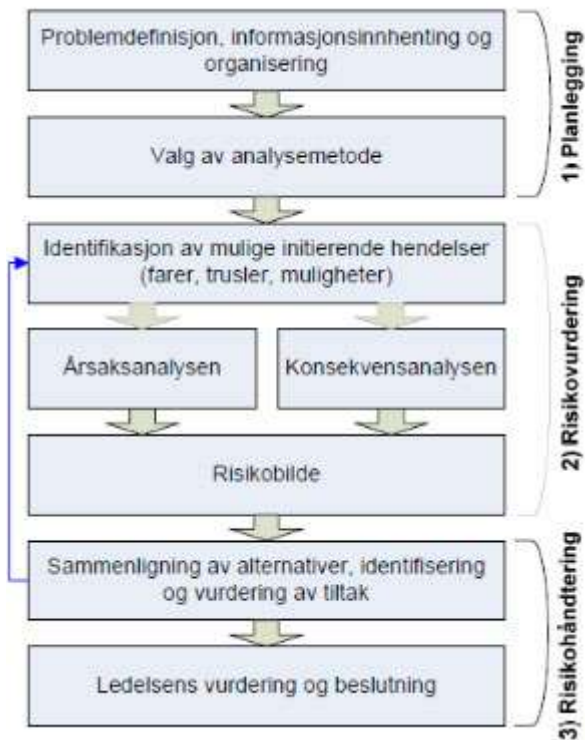 Problemdefinisjon, informasjonsinnhenting og
organisering
Valg av analysemetode
1) Planlegging
Identifikasjon av mulige initierende hendelser
(farer, trusler, muligheter)
Årsaksanalysen
Konsekvensanalysen
Risikobilde
2) Risikovurdering
Sammenligning av alternativer, identifisering
og vurdering av tiltak
Ledelsens vurdering og beslutning
3) Risikohåndtering